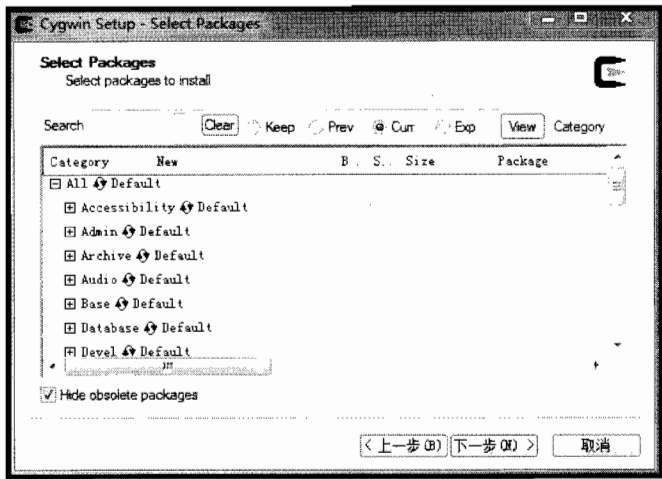 Cygwin Setup - Select Packages
Select Packages
Select packages to install
Search Clear Keep Prev Curr Exp View Category
Category New B. S.. Size Package
All Default
Accessibility Default
Admin Default
Archive Default
Audio Default
Base Default
Database Default
Devel Default
Hide obsolete packages
< 上一步(B) 下一步(N) > 取消